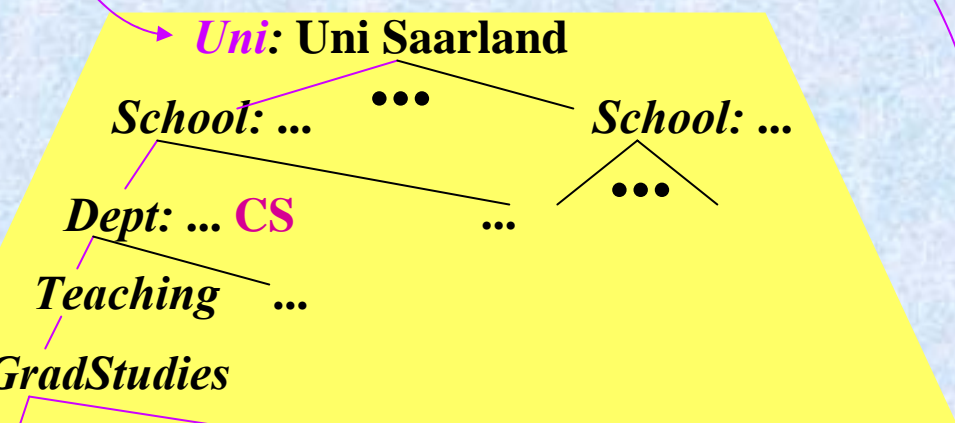 Uni: Uni Saarland
•••
School: ... School: ...
•••
Dept: ... CS ...
Teaching ...
GradStudies